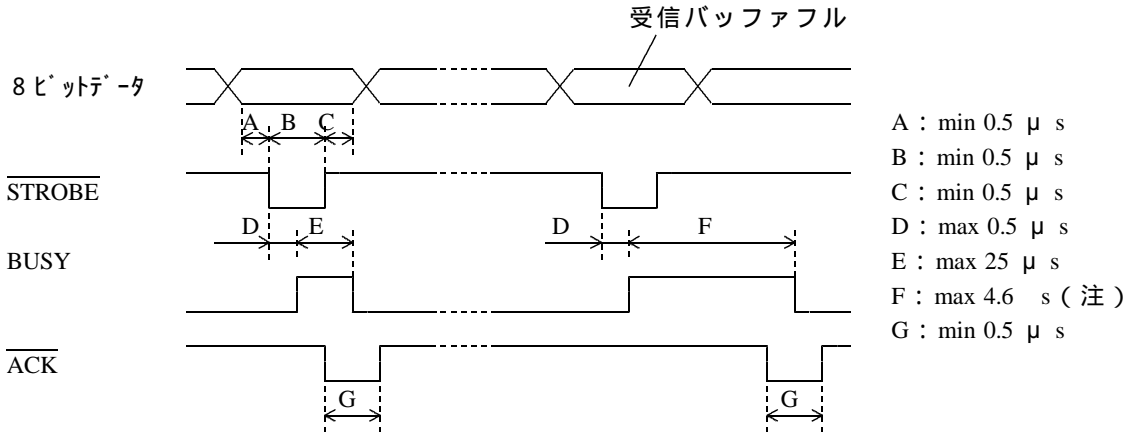 受信バッファフル
8ﾋﾞｯﾄﾃﾞｰﾀ
A B C
STROBE
D E D F
BUSY
ACK
G G
A：min 0.5 μ s
B：min 0.5 μ s
C：min 0.5 μ s
D：max 0.5 μ s
E：max 25 μ s
F：max 4.6 s（注）
G：min 0.5 μ s